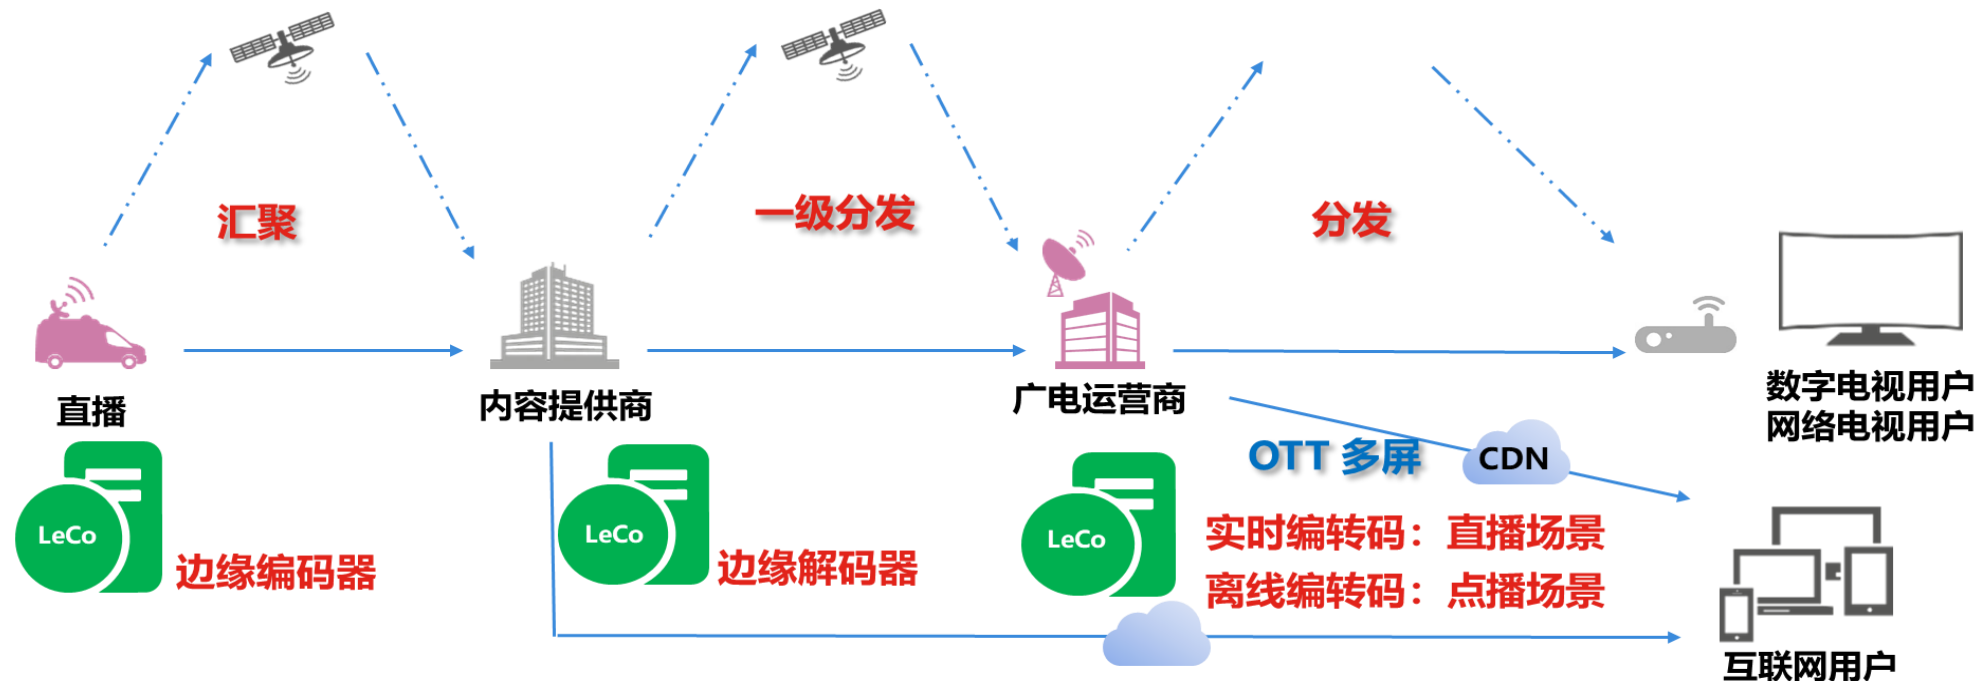 汇聚
一级分发
分发
直播
内容提供商
广电运营商
数字电视用户
网络电视用户
OTT 多屏
CDN
LeCo
边缘编码器
LeCo
边缘解码器
LeCo
实时编转码：直播场景
离线编转码：点播场景
互联网用户